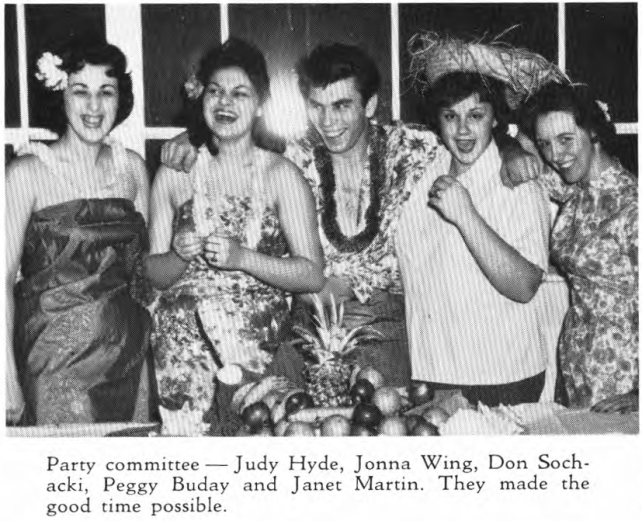 Party committee — Judy Hyde, Jonna Wing, Don Soch-
acki, Peggy Buday and Janet Martin. They made the
good time possible.